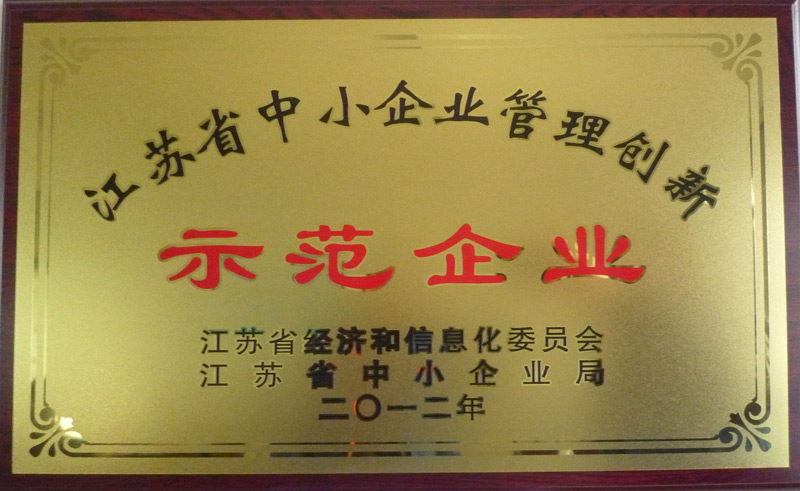 江苏省中小企业管理创新
示范企业
江苏省经济和信息化委员会
江苏省中小企业局
二〇一二年